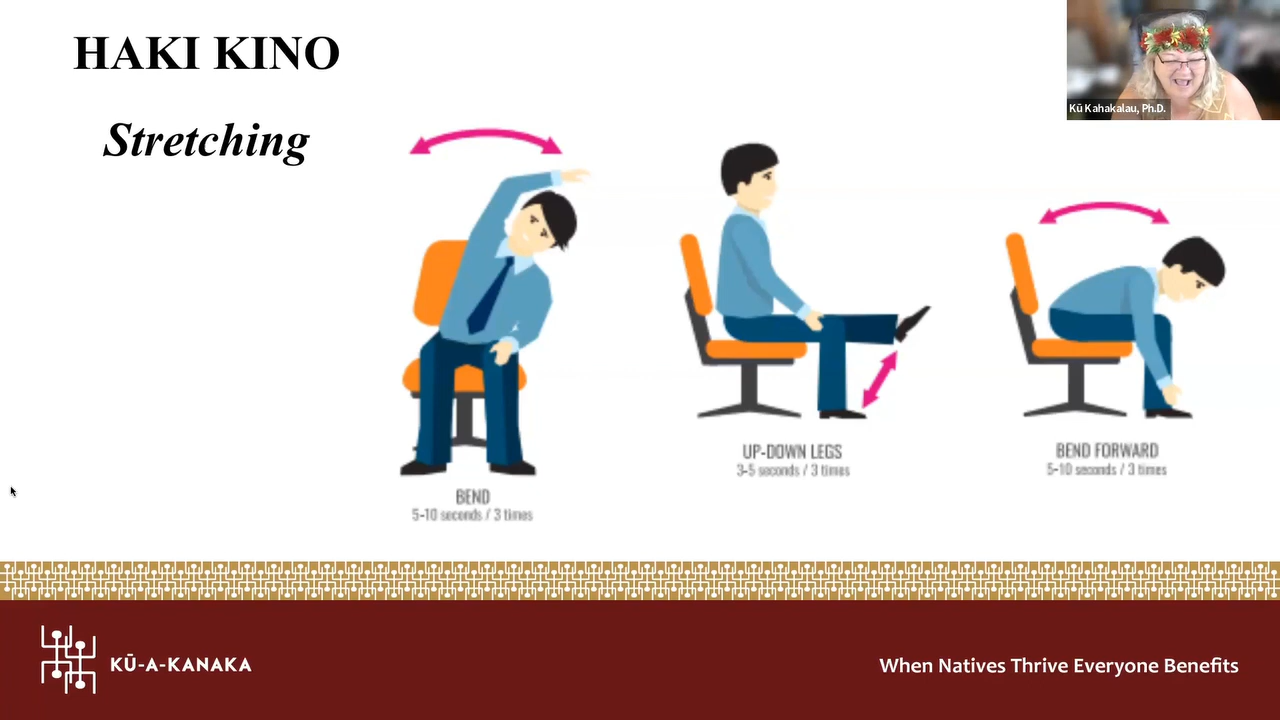 HAKI KINO
Stretching
Kū Kahakalau, Ph.D.
BEND
5-10 seconds / 3 times
UP-DOWN LEGS
3-5 seconds / 3 times
BEND FORWARD
5-10 seconds / 3 times
KŪ-A-KANAKA
When Natives Thrive Everyone Benefits